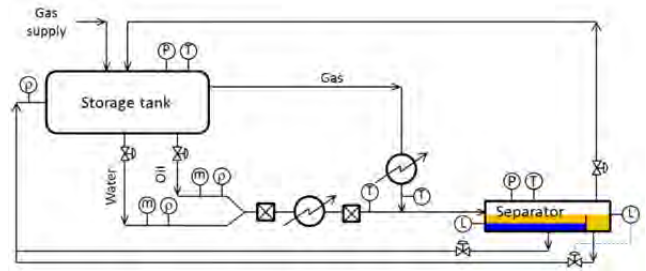 Gas
supply
P T
ρ
Storage tank
Gas
Water
Oil
m ρ
m ρ
T
T
P T
Separator
L
L